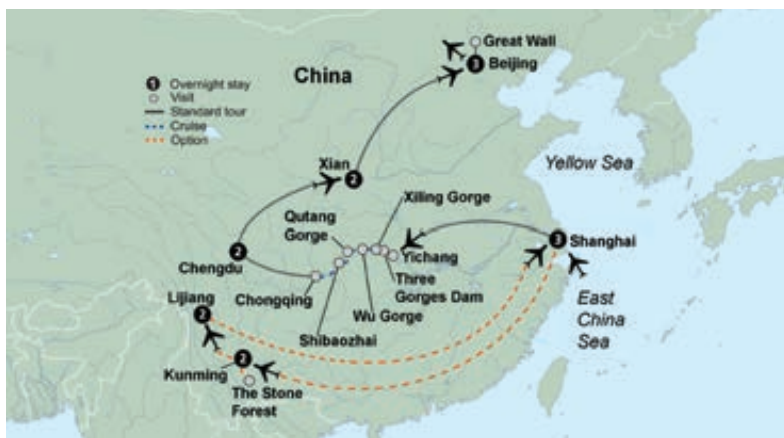 Great Wall
3
Beijing
China
1 Overnight stay
Visit
Standard tour
Cruise
Option
Xian
2
Yellow Sea
Xiling Gorge
Qutang
Gorge
2
Chengdu
Yichang
3
Shanghai
Chongqing
Three
Gorges Dam
Lijiang
2
Wu Gorge
Shibaozhai
East
China
Sea
Kunming
2
The Stone
Forest